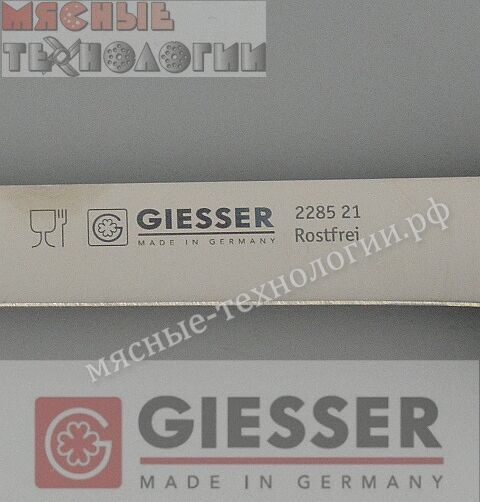 МЯСНЫЕ
ТЕХНОЛОГИИ
GIESSER
MADE IN GERMANY
2285 21
Rostfrei
мясные-технологии.рф
GIESSER
MADE IN GERMANY